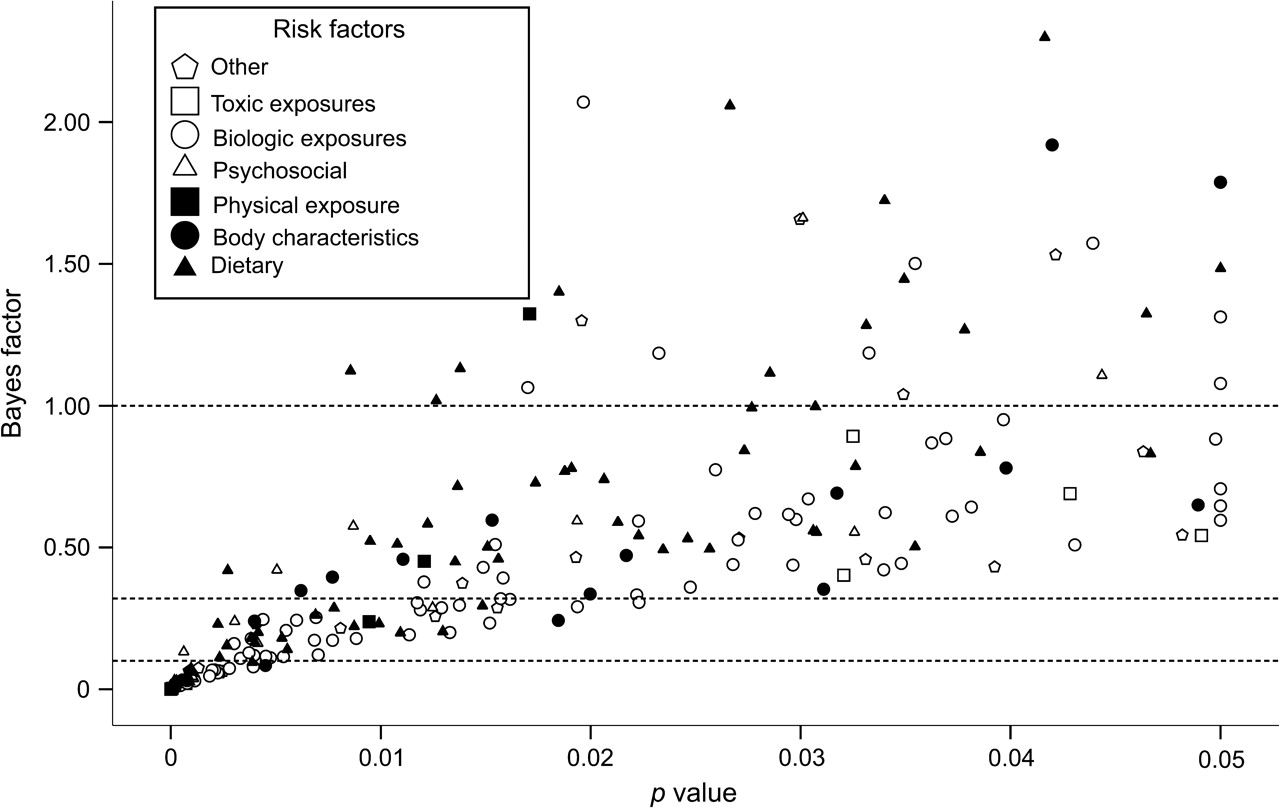 Risk factors
Other
Toxic exposures
Biologic exposures
Psychosocial
Physical exposure
Body characteristics
Dietary
Bayes factor
2.00
1.50
1.00
0.50
0
0
0.01
0.02
0.03
0.04
0.05
p value